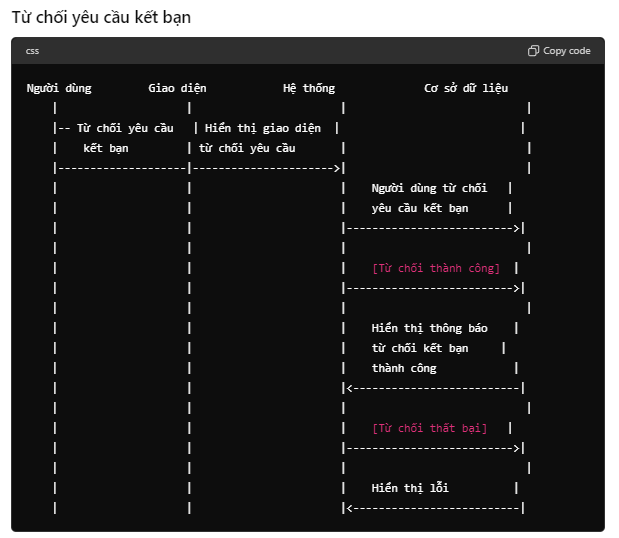 Từ chối yêu cầu kết bạn
css Copy code
Người dùng Giao diện Hệ thống Cơ sở dữ liệu
| | | |
|-- Từ chối yêu cầu | Hiển thị giao diện | |
| kết bạn | từ chối yêu cầu | |
|--------------------|---------------------->| |
| | | Người dùng từ chối |
| | | yêu cầu kết bạn |
| | |-------------------------->|
| | | |
| | | [Từ chối thành công] |
| | |-------------------------->|
| | | |
| | | Hiển thị thông báo |
| | | từ chối kết bạn |
| | | thành công |
| | |<--------------------------|
| | | |
| | | [Từ chối thất bại] |
| | |-------------------------->|
| | | |
| | | Hiển thị lỗi |
| | |<--------------------------|